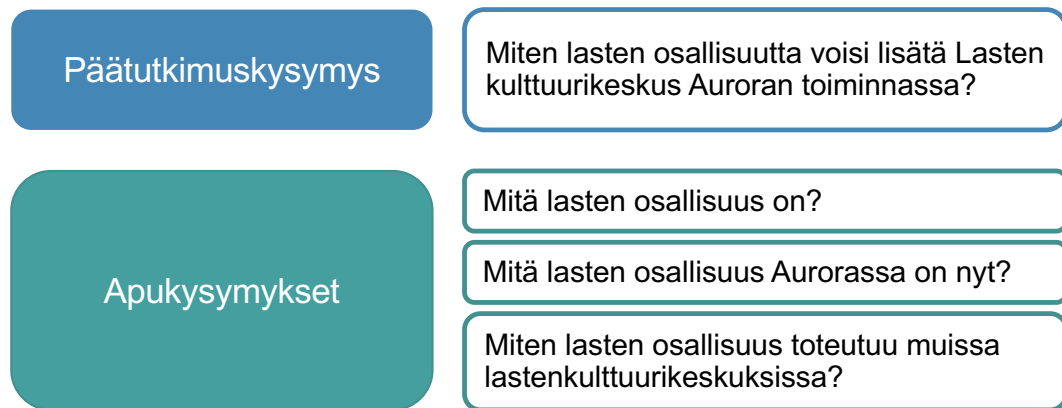 Päätutkimuskysymys
Miten lasten osallisuutta voisi lisätä Lasten
kulttuurikeskus Auroran toiminnassa?
Apukysymykset
Mitä lasten osallisuus on?
Mitä lasten osallisuus Aurorassa on nyt?
Miten lasten osallisuus toteutuu muissa
lastenkulttuurikeskuksissa?